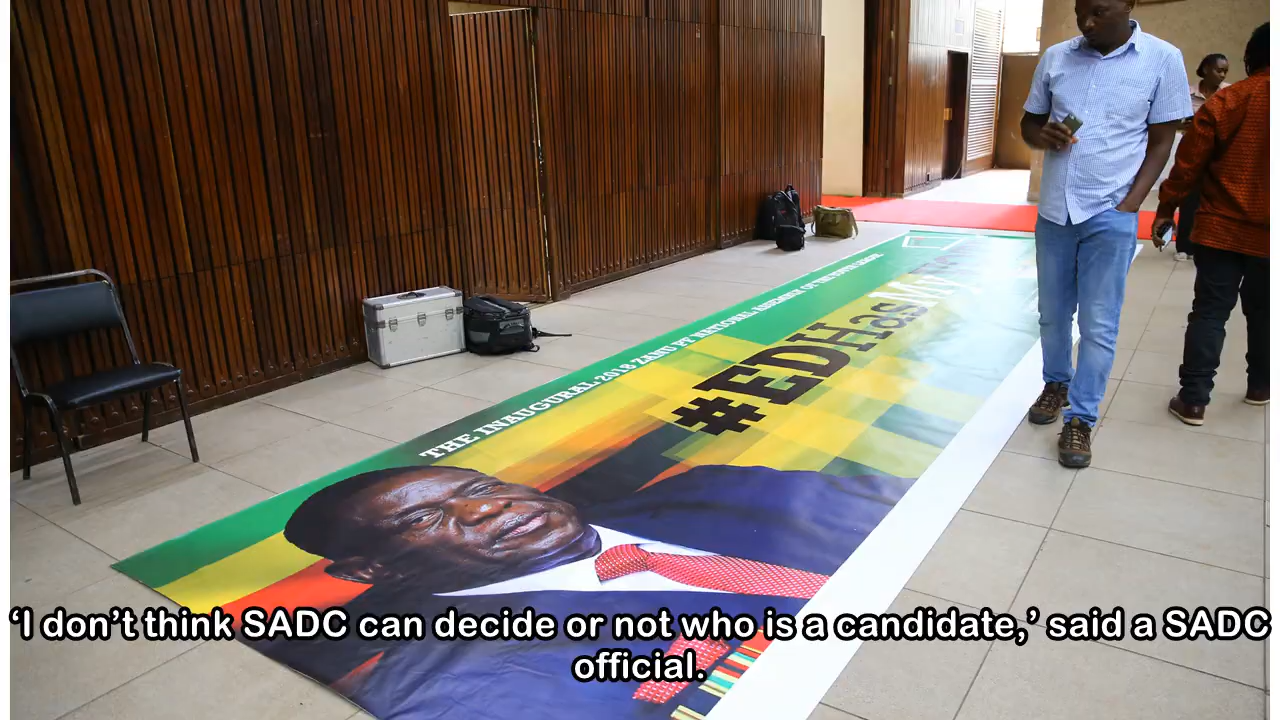 THE INAUGURAL 2018 ZANU PF NATIONAL ASSEMBLY OF THE YOUTH LEAGUE
#EDHasMy
‘I don’t think SADC can decide or not who is a candidate,’ said a SADC
official.